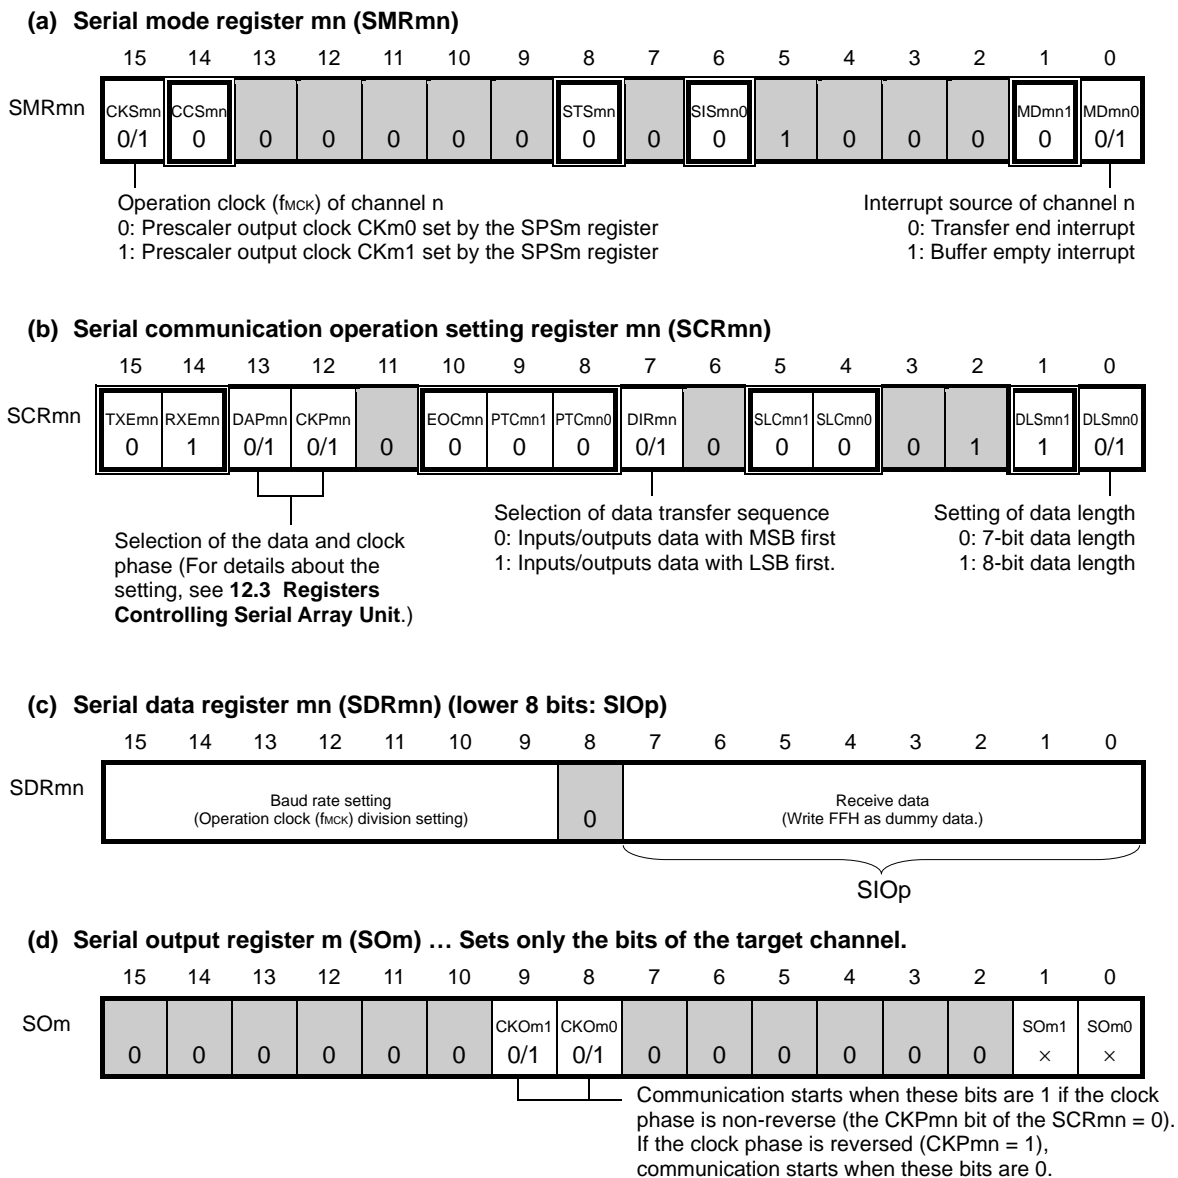 (a) Serial mode register mn (SMRmn)
15 14 13 12 11 10 9 8 7 6 5 4 3 2 1 0
SMRmn
CKSmn CCSmn STSmn SISmn0 MDmn1 MDmn0
0/1 0 0 0 0 0 0 0 0 0 1 0 0 0 0 0/1
Operation clock (fMCK) of channel n
0: Prescaler output clock CKm0 set by the SPSm register
1: Prescaler output clock CKm1 set by the SPSm register
Interrupt source of channel n
0: Transfer end interrupt
1: Buffer empty interrupt
(b) Serial communication operation setting register mn (SCRmn)
15 14 13 12 11 10 9 8 7 6 5 4 3 2 1 0
SCRmn
TXEmn RXEmn DAPmn CKPmn EOCmn PTCmn1 PTCmn0 DIRmn SLCmn1 SLCmn0 DLSmn1 DLSmn0
0 1 0/1 0/1 0 0 0 0 0/1 0 0 0 0 1 1 0/1
Selection of the data and clock
phase (For details about the
setting, see 12.3 Registers
Controlling Serial Array Unit.)
Selection of data transfer sequence
0: Inputs/outputs data with MSB first
1: Inputs/outputs data with LSB first.
Setting of data length
0: 7-bit data length
1: 8-bit data length
(c) Serial data register mn (SDRmn) (lower 8 bits: SIOp)
15 14 13 12 11 10 9 8 7 6 5 4 3 2 1 0
SDRmn
Baud rate setting
(Operation clock (fMCK) division setting)
0
Receive data
(Write FFH as dummy data.)
SIOp
(d) Serial output register m (SOm) … Sets only the bits of the target channel.
15 14 13 12 11 10 9 8 7 6 5 4 3 2 1 0
SOm
CKOm1 CKOm0 SOm1 SOm0
0 0 0 0 0 0 0/1 0/1 0 0 0 0 0 0 × ×
Communication starts when these bits are 1 if the clock
phase is non-reverse (the CKPmn bit of the SCRmn = 0).
If the clock phase is reversed (CKPmn = 1),
communication starts when these bits are 0.